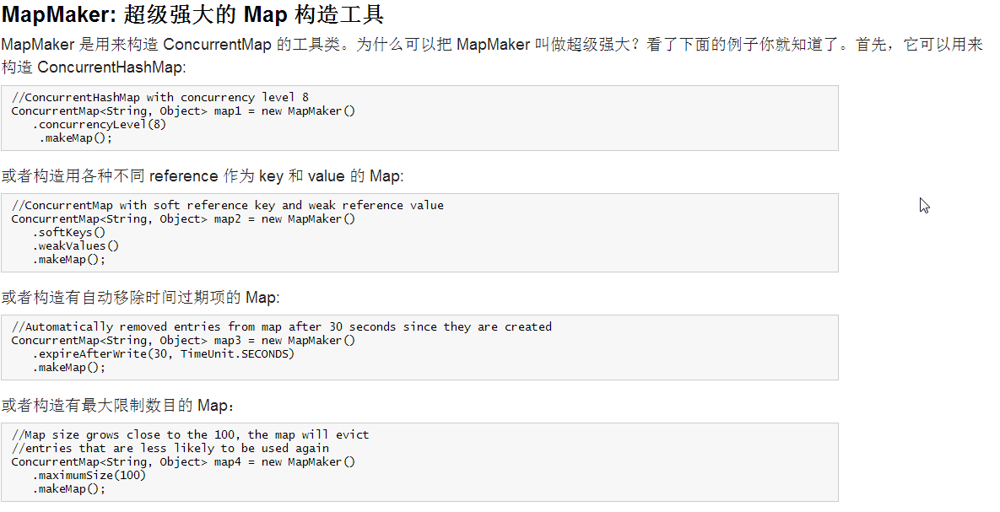 MapMaker: 超级强大的 Map 构造工具
MapMaker 是用来构造 ConcurrentMap 的工具类。为什么可以把 MapMaker 叫做超级强大？看了下面的例子你就知道了。首先，它可以用来
构造 ConcurrentHashMap:
//ConcurrentHashMap with concurrency level 8
ConcurrentMap<String, Object> map1 = new MapMaker()
.concurrencyLevel(8)
.makeMap();
或者构造用各种不同 reference 作为 key 和 value 的 Map:
//ConcurrentMap with soft reference key and weak reference value
ConcurrentMap<String, Object> map2 = new MapMaker()
.softKeys()
.weakValues()
.makeMap();
或者构造有自动移除时间过期项的 Map:
//Automatically removed entries from map after 30 seconds since they are created
ConcurrentMap<String, Object> map3 = new MapMaker()
.expireAfterWrite(30, TimeUnit.SECONDS)
.makeMap();
或者构造有最大限制数目的 Map：
//Map size grows close to the 100, the map will evict
//entries that are less likely to be used again
ConcurrentMap<String, Object> map4 = new MapMaker()
.maximumSize(100)
.makeMap();